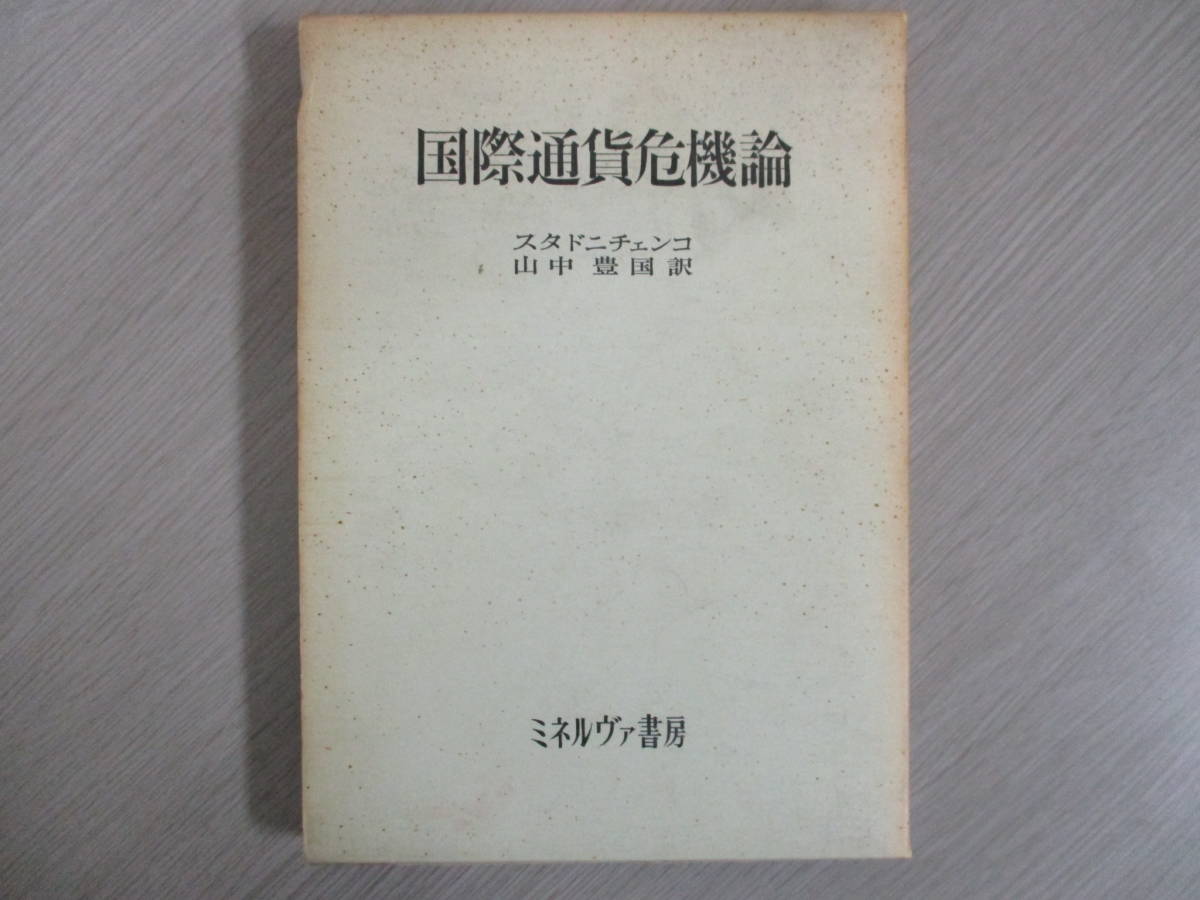 国際通貨危機論
スタドニチェンコ
山中 豊国訳
ミネルヴァ書房